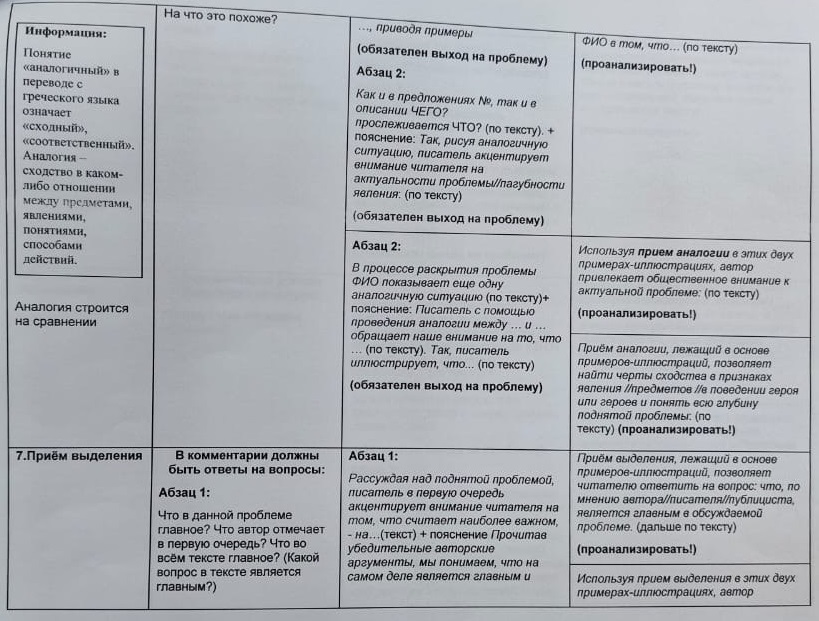 Информация:
Понятие
«аналогичный» в
переводе с
греческого языка
означает
«сходный»,
«соответственный».
Аналогия –
сходство в каком-
либо отношении
между предметами,
явлениями,
понятиями,
способами
действий.
Аналогия строится
на сравнении
На что это похоже?
…, приводя примеры
(обязателен выход на проблему)
Абзац 2:
Как и в предложениях №, так и в
описании ЧЕГО?
прослеживается ЧТО? (по тексту). +
пояснение: Так, рисуя аналогичную
ситуацию, писатель акцентирует
внимание читателя на
актуальности проблемы//пагубности
явления: (по тексту)
(обязателен выход на проблему)
ФИО в том, что… (по тексту)
(проанализировать!)
Абзац 2:
В процессе раскрытия проблемы
ФИО показывает еще одну
аналогичную ситуацию (по тексту)+
пояснение: Писатель с помощью
проведения аналогии между … и …
обращает наше внимание на то, что
… (по тексту). Так, писатель
иллюстрирует, что... (по тексту)
(обязателен выход на проблему)
Используя прием аналогии в этих двух
примерах-иллюстрациях, автор
привлекает общественное внимание к
актуальной проблеме: (по тексту)
(проанализировать!)
Приём аналогии, лежащий в основе
примеров-иллюстраций, позволяет
найти черты сходства в признаках
явления //предметов //в поведении героя
или героев и понять всю глубину
поднятой проблемы: (по
тексту) (проанализировать!)
7.Приём выделения
В комментарии должны
быть ответы на вопросы:
Абзац 1:
Что в данной проблеме
главное? Что автор отмечает
в первую очередь? Что во
всём тексте главное? (Какой
вопрос в тексте является
главным?)
Абзац 1:
Рассуждая над поднятой проблемой,
писатель в первую очередь
акцентирует внимание читателя на
том, что считает наиболее важном,
- на…(текст) + пояснение Прочитав
убедительные авторские
аргументы, мы понимаем, что на
самом деле является главным и
Приём выделения, лежащий в основе
примеров-иллюстраций, позволяет
читателю ответить на вопрос: что, по
мнению автора//писателя//публициста,
является главным в обсуждаемой
проблеме. (дальше по тексту)
(проанализировать!)
Используя прием выделения в этих двух
примерах-иллюстрациях, автор